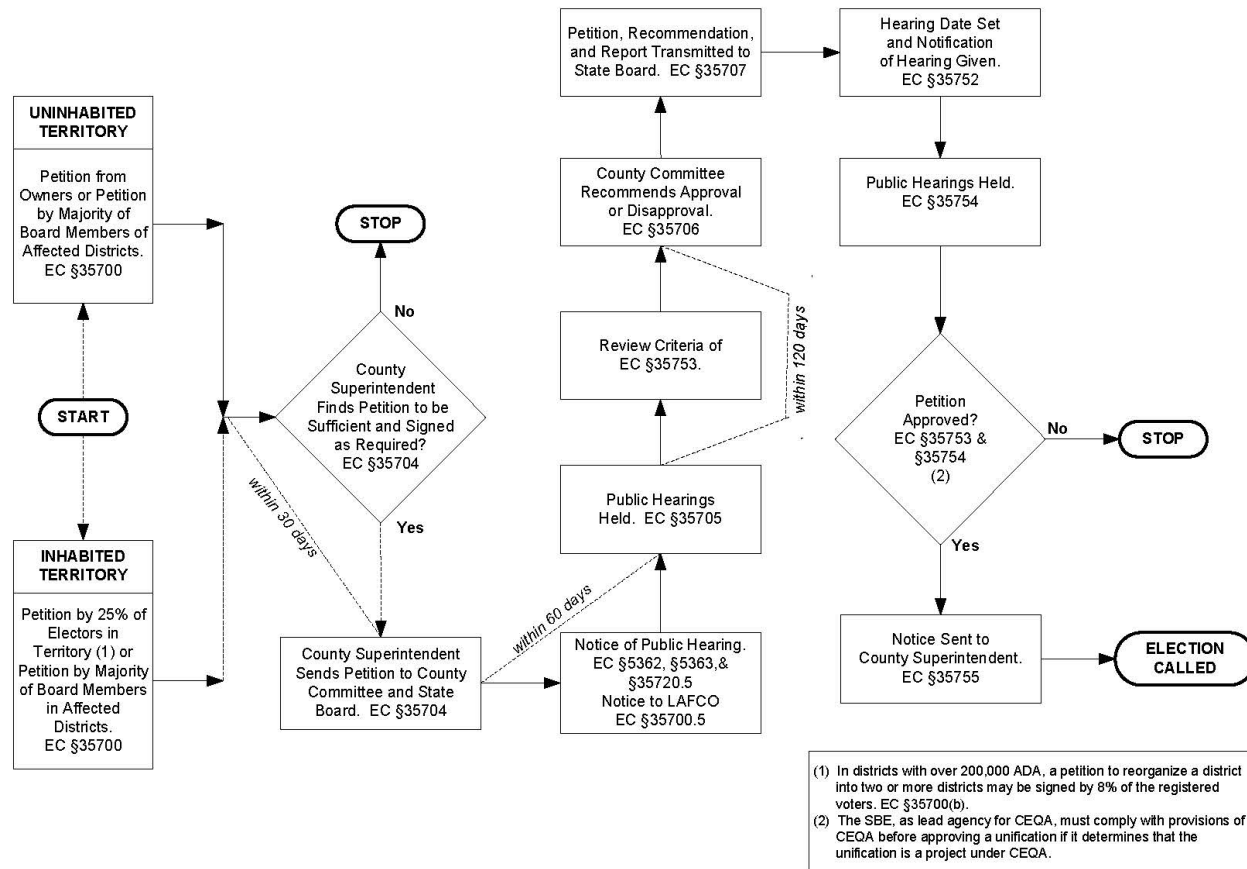 START
UNINHABITED
TERRITORY
Petition from
Owners or Petition
by Majority of
Board Members of
Affected Districts.
EC §35700
INHABITED
TERRITORY
Petition by 25% of
Electors in
Territory (1) or
Petition by Majority
of Board Members
in Affected
Districts.
EC §35700
County
Superintendent
Finds Petition to be
Sufficient and Signed
as Required?
EC §35704
No
STOP
Yes
within 30 days
County Superintendent
Sends Petition to County
Committee and State
Board. EC §35704
within 60 days
Notice of Public Hearing.
EC §5362, §5363,&
§35720.5
Notice to LAFCO
EC §35700.5
Public Hearings
Held. EC §35705
within 120 days
Review Criteria of
EC §35753.
County Committee
Recommends Approval
or Disapproval.
EC §35706
Petition, Recommendation,
and Report Transmitted to
State Board. EC §35707
Hearing Date Set
and Notification
of Hearing Given.
EC §35752
Public Hearings Held.
EC §35754
Petition
Approved?
EC §35753 &
§35754
(2)
No
STOP
Yes
Notice Sent to
County Superintendent.
EC §35755
ELECTION
CALLED
(1) In districts with over 200,000 ADA, a petition to reorganize a district
into two or more districts may be signed by 8% of the registered
voters. EC §35700(b).
(2) The SBE, as lead agency for CEQA, must comply with provisions of
CEQA before approving a unification if it determines that the
unification is a project under CEQA.